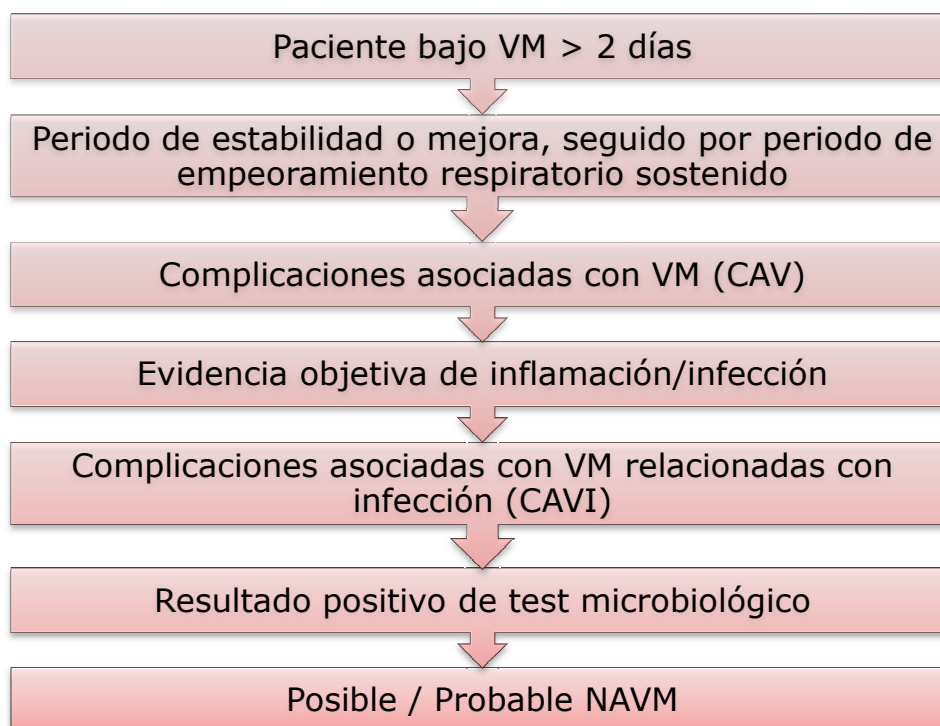 Paciente bajo VM > 2 días
Periodo de estabilidad o mejora, seguido por periodo de
empeoramiento respiratorio sostenido
Complicaciones asociadas con VM (CAV)
Evidencia objetiva de inflamación/infección
Complicaciones asociadas con VM relacionadas con
infección (CAVI)
Resultado positivo de test microbiológico
Posible / Probable NAVM